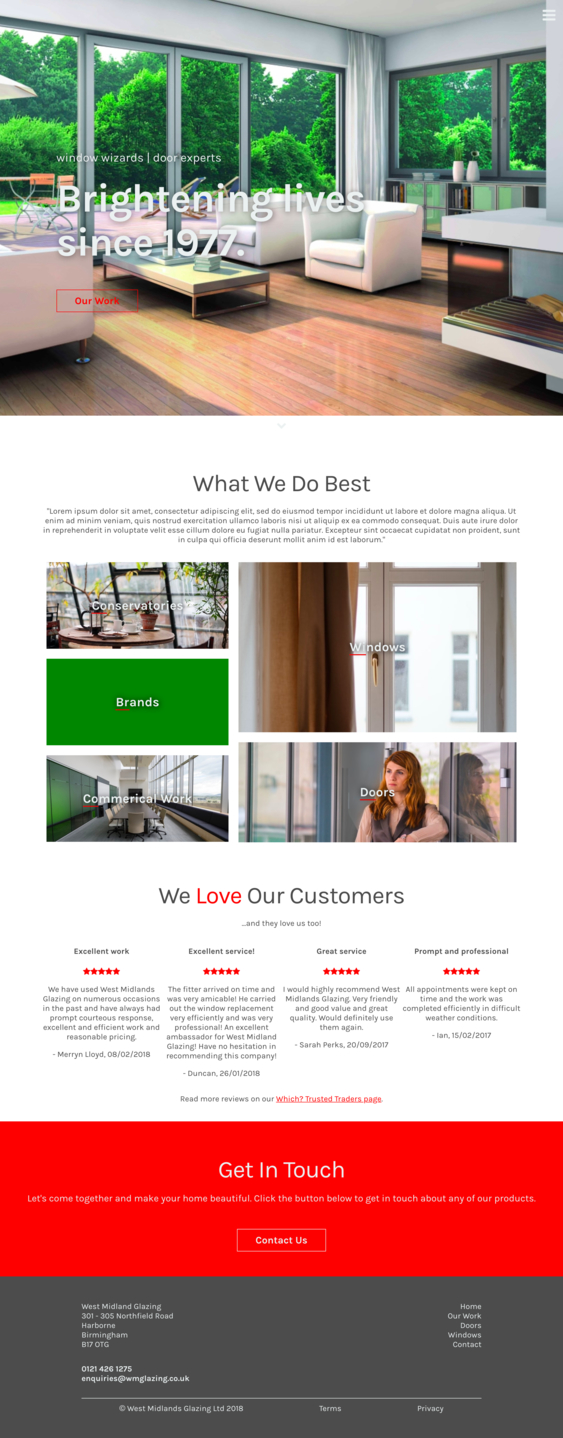 window wizards | door experts
Brightening lives
since 1977.
Our Work
What We Do Best
"Lorem ipsum dolor sit amet, consectetur adipiscing elit, sed do eiusmod tempor incididunt ut labore et dolore magna aliqua. Ut
enim ad minim veniam, quis nostrud exercitation ullamco laboris nisi ut aliquip ex ea commodo consequat. Duis aute irure dolor
in reprehenderit in voluptate velit esse cillum dolore eu fugiat nulla pariatur. Excepteur sint occaecat cupidatat non proident, sunt
in culpa qui officia deserunt mollit anim id est laborum."
Conservatories
Windows
Brands
Commerical Work
Doors
We Love Our Customers
...and they love us too!
Excellent work
We have used West Midlands
Glazing on numerous occasions
in the past and have always had
prompt courteous response,
excellent and efficient work and
reasonable pricing.
- Merryn Lloyd, 08/02/2018
Excellent service!
The fitter arrived on time and
was very amicable! He carried
out the window replacement
very efficiently and was very
professional! An excellent
ambassador for West Midland
Glazing! Have no hesitation in
recommending this company!
- Duncan, 26/01/2018
Great service
I would highly recommend West
Midlands Glazing. Very friendly
and good value and great
quality. Would definitely use
them again.
- Sarah Perks, 20/09/2017
Prompt and professional
All appointments were kept on
time and the work was
completed efficiently in difficult
weather conditions.
- Ian, 15/02/2017
Read more reviews on our Which? Trusted Traders page.
Get In Touch
Let's come together and make your home beautiful. Click the button below to get in touch about any of our products.
Contact Us
West Midland Glazing
301 - 305 Northfield Road
Harborne
Birmingham
B17 0TG
0121 426 1275
enquiries@wmglazing.co.uk
Home
Our Work
Doors
Windows
Contact
© West Midlands Glazing Ltd 2018
Terms
Privacy